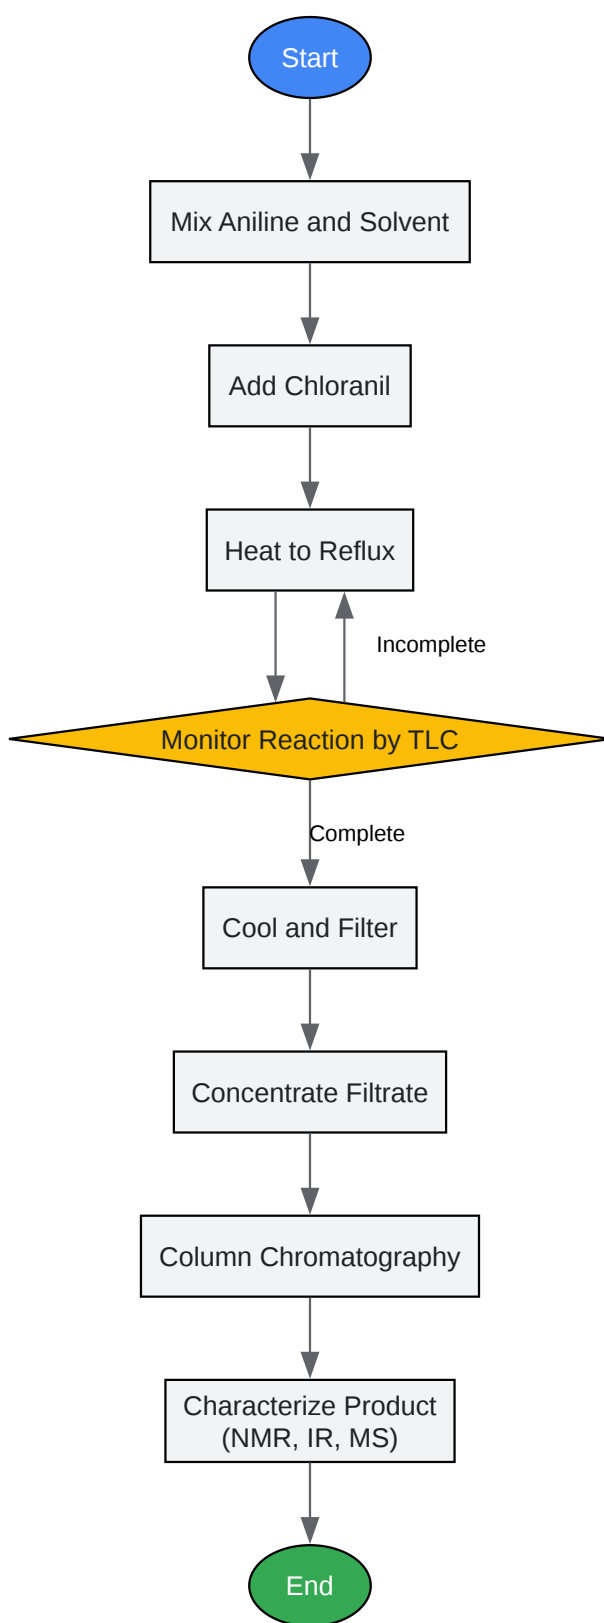 Start
Mix Aniline and Solvent
Add Chloranil
Heat to Reflux
Incomplete
Monitor Reaction by TLC
Complete
Cool and Filter
Concentrate Filtrate
Column Chromatography
Characterize Product
(NMR, IR, MS)
End